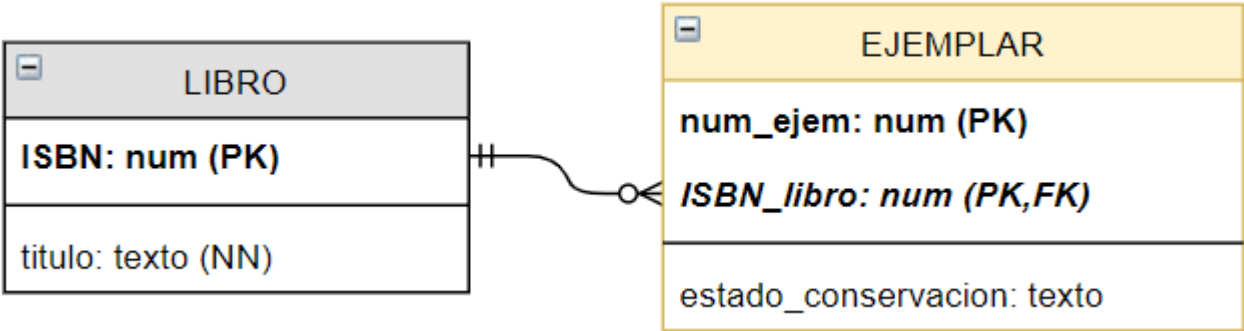 LIBRO
ISBN: num (PK)
titulo: texto (NN)
EJEMPLAR
num_ejem: num (PK)
ISBN_libro: num (PK,FK)
estado_conservacion: texto